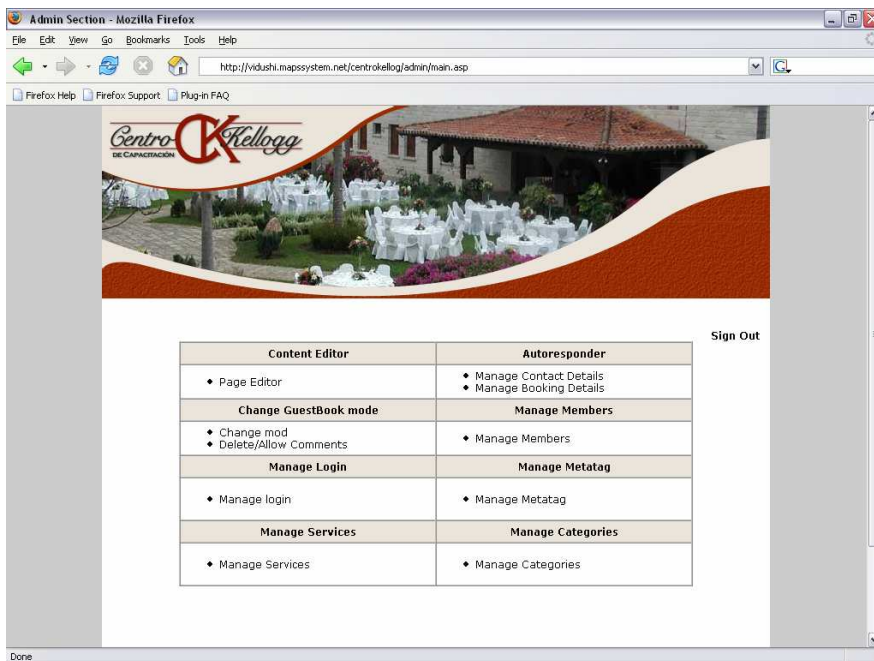 Admin Section - Mozilla Firefox
File Edit View Go Bookmarks Tools Help
http://vidushi.mapssystem.net/centrokellog/admin/main.asp
G
Firefox Help Firefox Support Plug-in FAQ
Centro CK Kellogg
DE CAPACITACIÓN
Sign Out
Content Editor Autoresponder
Page Editor Manage Contact Details
Manage Booking Details
Change GuestBook mode Manage Members
Change mod
Delete/Allow Comments Manage Members
Manage Login Manage Metatag
Manage login Manage Metatag
Manage Services Manage Categories
Manage Services Manage Categories
Done